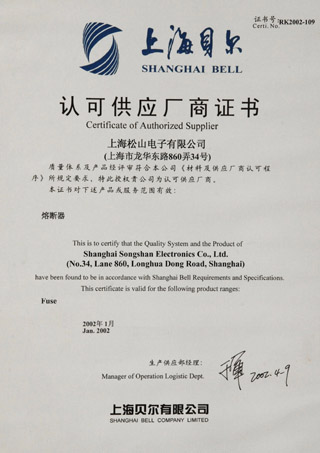 证书号
Certi. No. RK2002-109
上海贝尔
SHANGHAI BELL
认可供应厂商证书
Certificate of Authorized Supplier
上海松山电子有限公司
(上海市龙华东路860弄34号)
质量体系及产品经评审符合本公司《材料及供应厂商认可程
序》所规定要求，特此授权贵公司为认可供应厂商。
本证书对下述产品或服务范围有效：
熔断器
This is to certify that the Quality System and the Product of
Shanghai Songshan Electronics Co., Ltd.
(No.34, Lane 860, Longhua Dong Road, Shanghai)
have been found to be in accordance with Shanghai Bell Requirements and Specifications.
This certificate is valid for the following product ranges:
Fuse
2002年1月
Jan. 2002
生产供应部经理：
Manager of Operation Logistic Dept.
2002-4-9
上海贝尔有限公司
SHANGHAI BELL COMPANY LIMITED